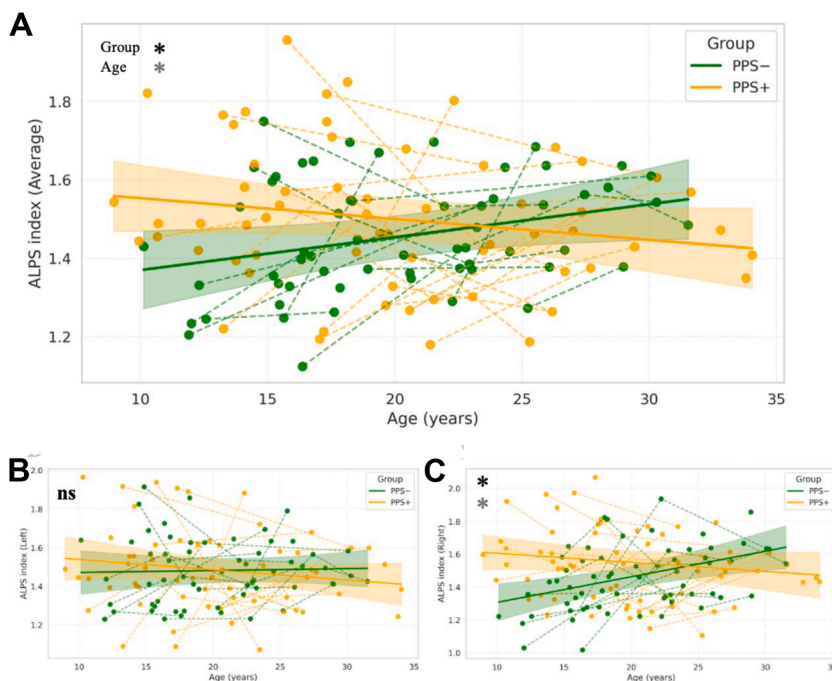 A
Group *
Age *
Group
PPS−
PPS+
ALPS index (Average)
1.8
1.6
1.4
1.2
10 15 20 25 30 35
Age (years)
B
ns
Group
PPS−
PPS+
ALPS index (Left)
2.0
1.8
1.6
1.4
1.2
10 15 20 25 30 35
Age (years)
C
*
*
Group
PPS−
PPS+
ALPS index (Right)
2.0
1.8
1.6
1.4
1.2
1.0
10 15 20 25 30 35
Age (years)